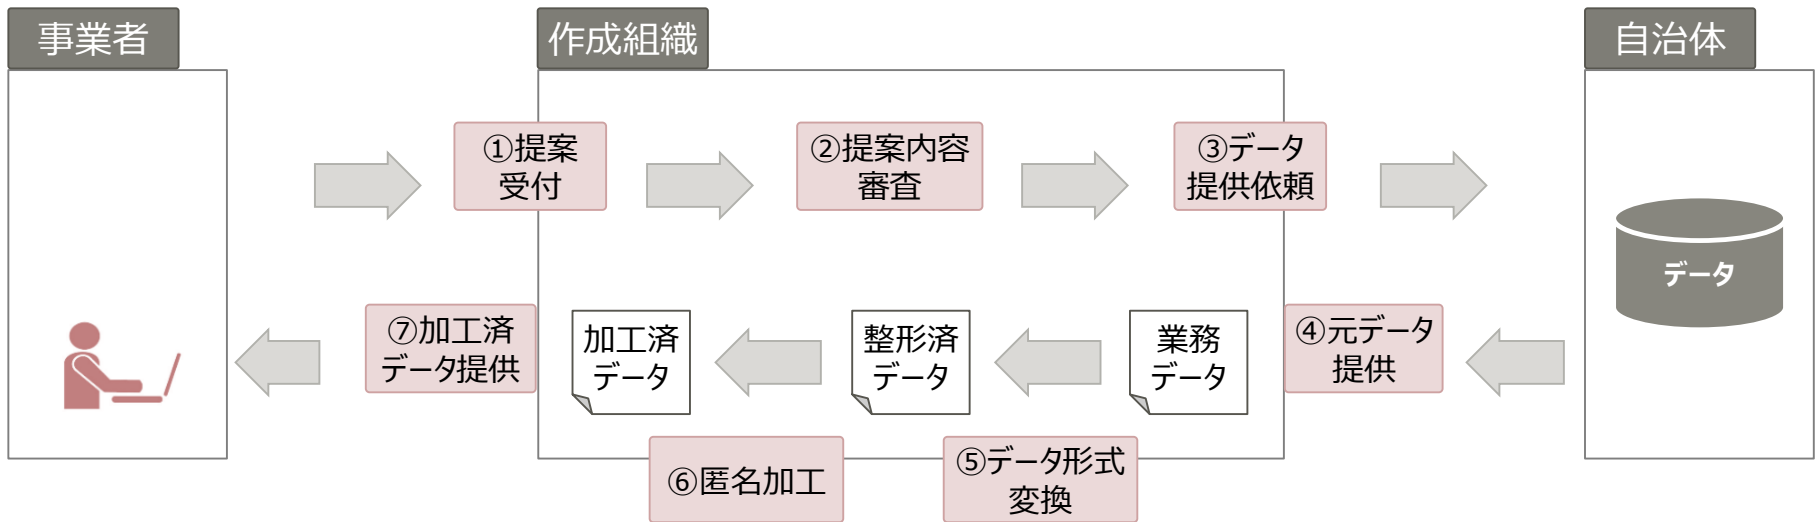 事業者
作成組織
自治体
①提案
受付
②提案内容
審査
③データ
提供依頼
データ
⑦加工済
データ提供
加工済
データ
整形済
データ
業務
データ
④元データ
提供
⑥匿名加工
⑤データ形式
変換